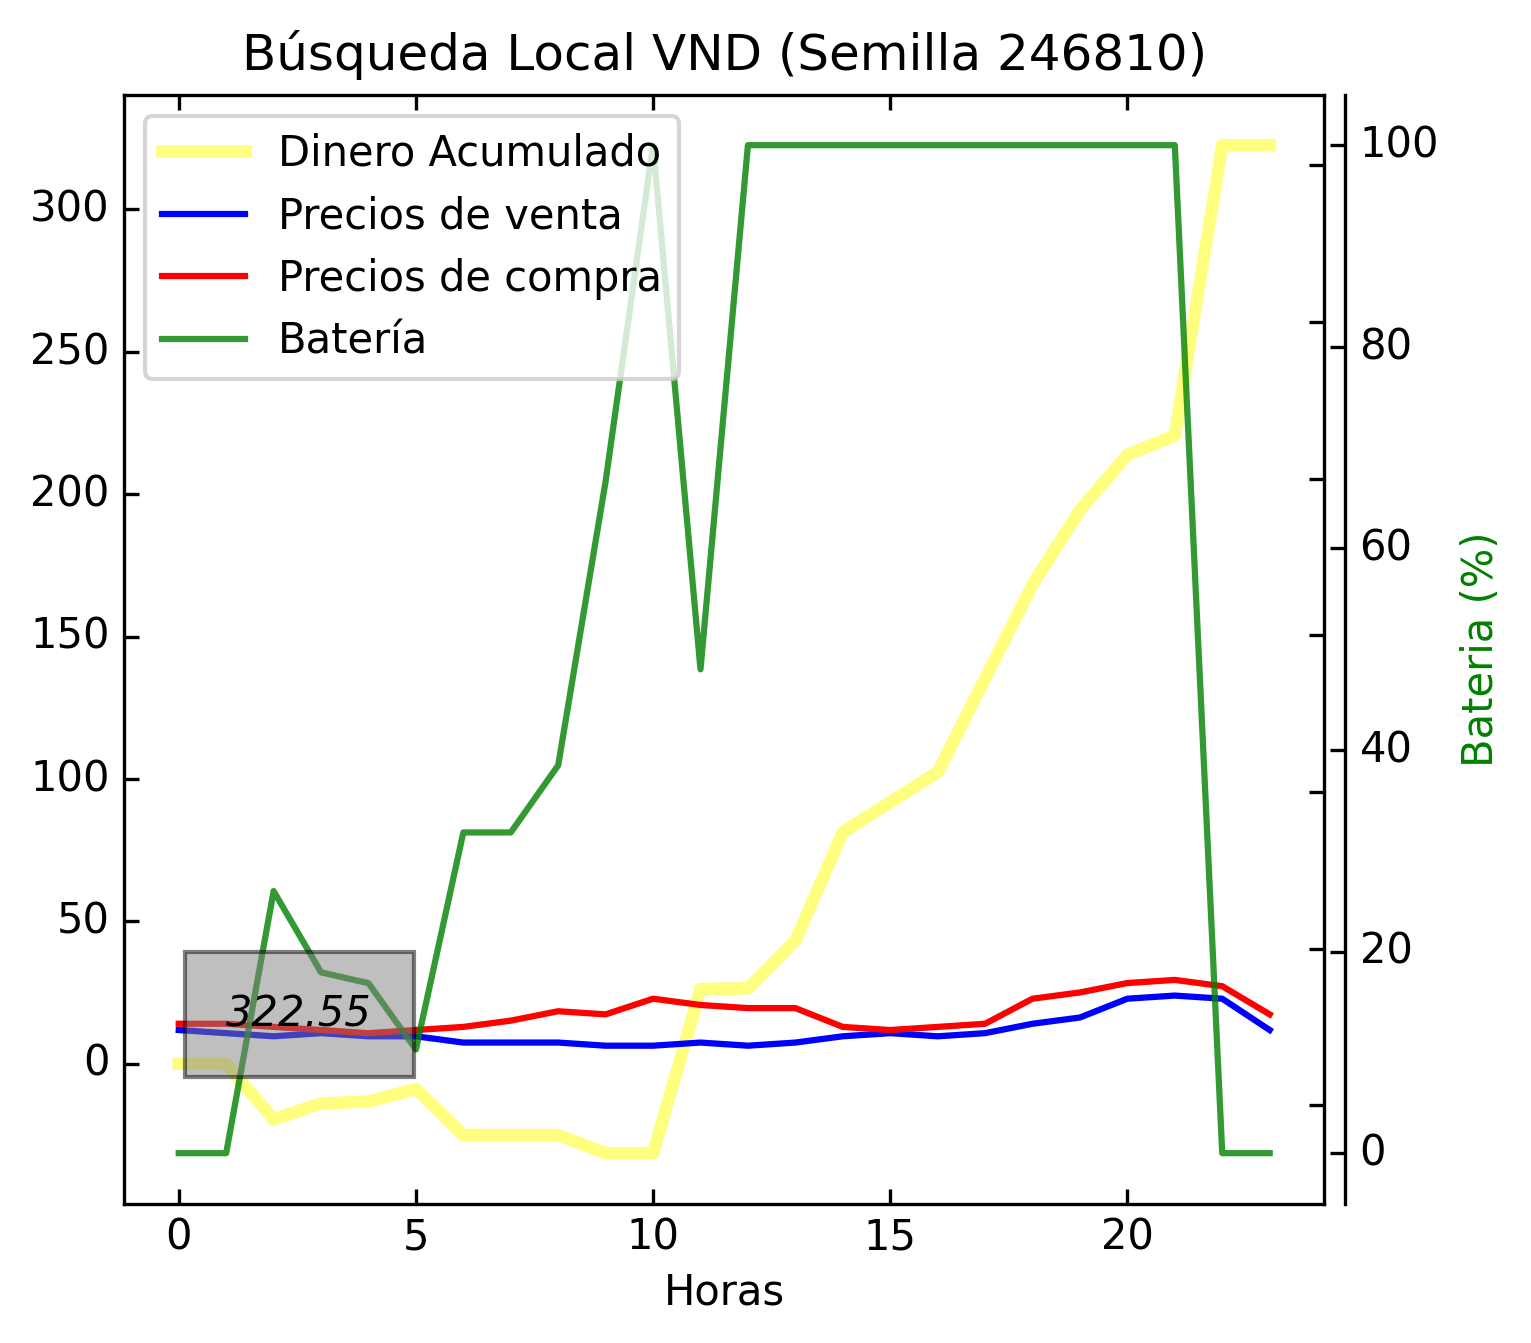 Búsqueda Local VND (Semilla 246810)
Dinero Acumulado
Precios de venta
Precios de compra
Batería
300
250
200
150
100
50
0
322.55
100
80
60
40
20
0
Bateria (%)
0 5 10 15 20
Horas